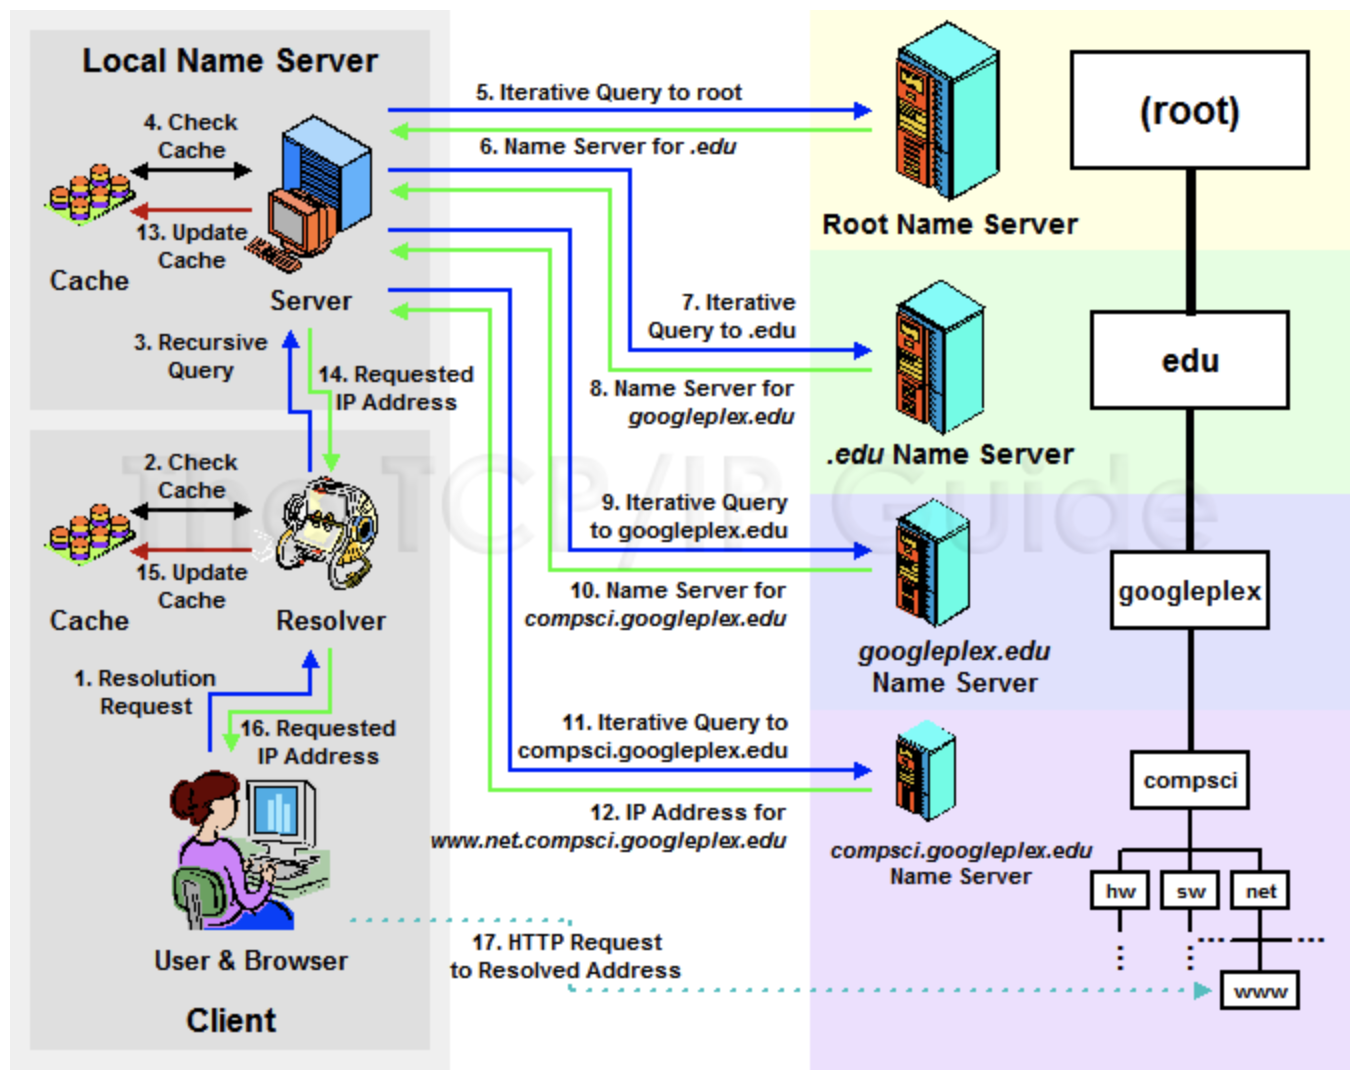 Local Name Server
4. Check
Cache
13. Update
Cache
Cache
Server
3. Recursive
Query
14. Requested
IP Address
2. Check
Cache
15. Update
Cache
Cache
Resolver
1. Resolution
Request
16. Requested
IP Address
User & Browser
Client
5. Iterative Query to root
6. Name Server for .edu
7. Iterative
Query to .edu
8. Name Server for
googleplex.edu
9. Iterative Query
to googleplex.edu
10. Name Server for
compsci.googleplex.edu
11. Iterative Query to
compsci.googleplex.edu
12. IP Address for
www.net.compsci.googleplex.edu
17. HTTP Request
to Resolved Address
Root Name Server
.edu Name Server
googleplex.edu
Name Server
compsci.googleplex.edu
Name Server
(root)
edu
googleplex
compsci
hw
sw
net
www
The TCP/IP Guide